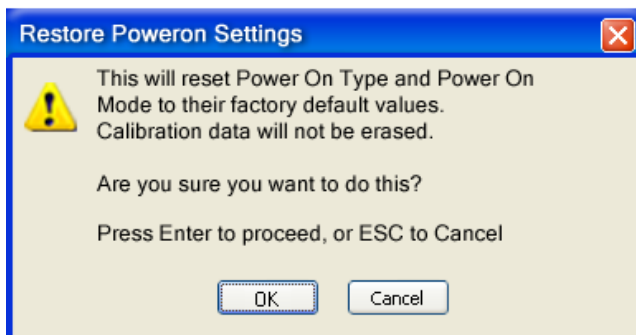 Restore Poweron Settings
This will reset Power On Type and Power On
Mode to their factory default values.
Calibration data will not be erased.
Are you sure you want to do this?
Press Enter to proceed, or ESC to Cancel
OK
Cancel